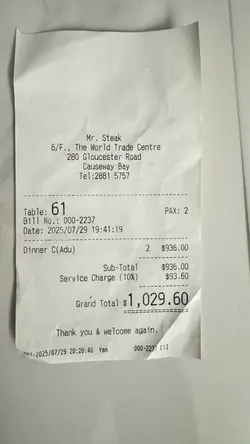 Mr. Steak
6/F., The World Trade Centre
280 Gloucester Road
Causeway Bay
Tel:2881 5757
Table: 61 PAX: 2
Bill No.: 000-2237
Date: 2025/07/29 19:41:19
Dinner C(Adu) 2 $936.00
Sub-Total $936.00
Service Charge (10%) $93.60
Grand Total $1,029.60
Thank you & welcome again.
2025/07/29 20:20:40 Yan 000-2237 [1]